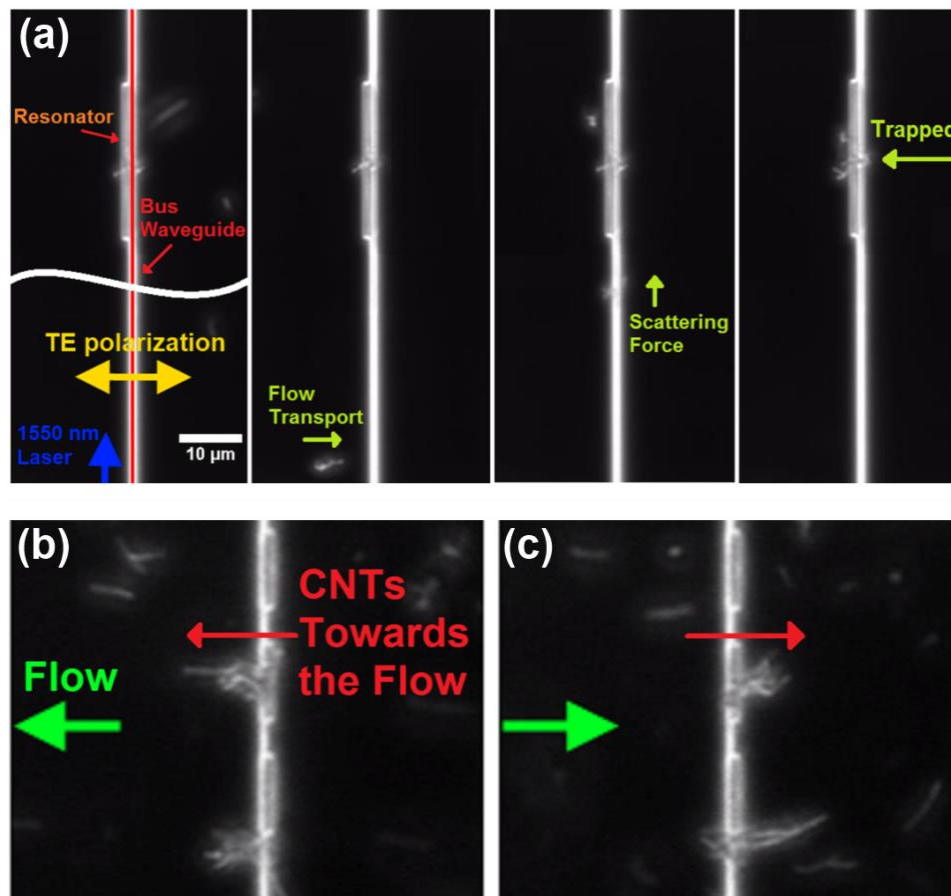 (a)
Resonator
Bus
Waveguide
TE polarization
1550 nm
Laser
10 µm
Flow
Transport
Scattering
Force
Trapped
(b)
CNTs
Towards
the Flow
Flow
(c)